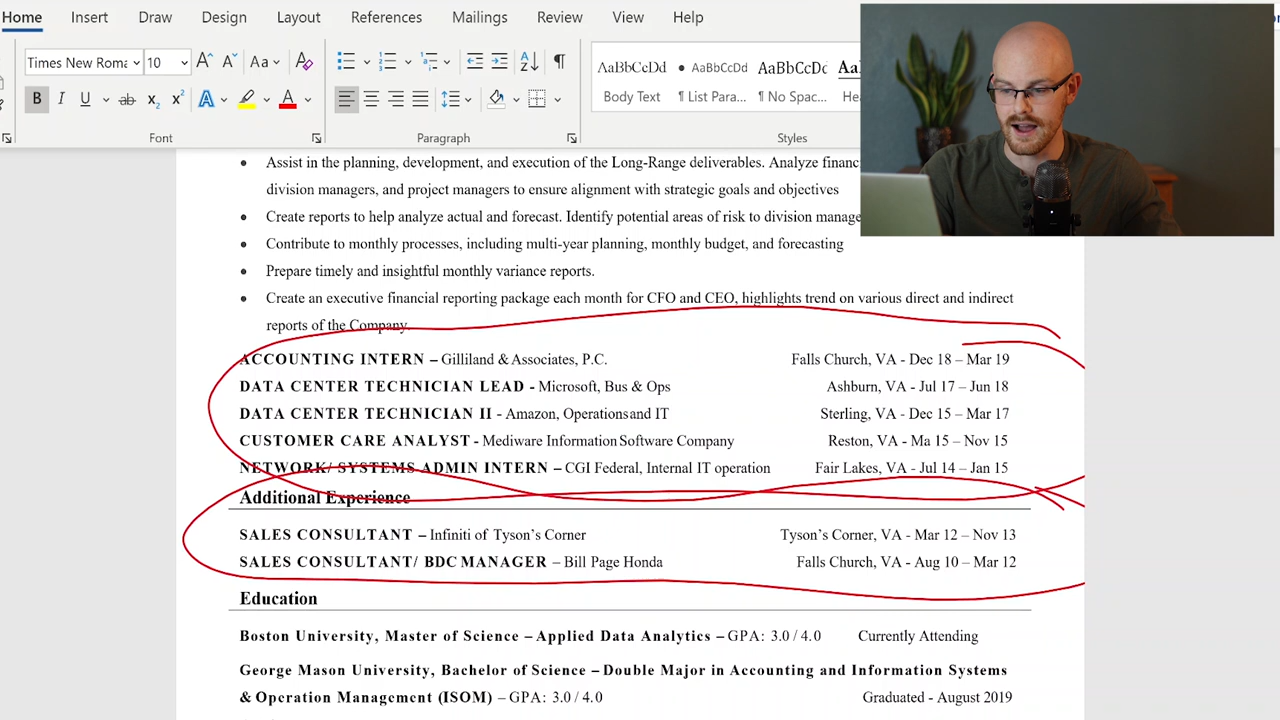 Home Insert Draw Design Layout References Mailings Review View Help
Times New Roma 10 Aa
B I U ab x2 x2 A A AaBbCcDd AaBbCcDd AaBbCcDd
Body Text ¶ List Para... ¶ No Spac...
Font Paragraph Styles
Assist in the planning, development, and execution of the Long-Range deliverables. Analyze
division managers, and project managers to ensure alignment with strategic goals and objectives
Create reports to help analyze actual and forecast. Identify potential areas of risk to division
Contribute to monthly processes, including multi-year planning, monthly budget, and forecasting
Prepare timely and insightful monthly variance reports.
Create an executive financial reporting package each month for CFO and CEO, highlights trend on various direct and indirect
reports of the Company.
ACCOUNTING INTERN – Gilliland & Associates, P.C. Falls Church, VA - Dec 18 – Mar 19
DATA CENTER TECHNICIAN LEAD - Microsoft, Bus & Ops Ashburn, VA - Jul 17 – Jun 18
DATA CENTER TECHNICIAN II - Amazon, Operations and IT Sterling, VA - Dec 15 – Mar 17
CUSTOMER CARE ANALYST - Mediware Information Software Company Reston, VA - Ma 15 – Nov 15
NETWORK/ SYSTEMS ADMIN INTERN – CGI Federal, Internal IT operation Fair Lakes, VA - Jul 14 – Jan 15
Additional Experience
SALES CONSULTANT – Infiniti of Tyson's Corner Tyson's Corner, VA - Mar 12 – Nov 13
SALES CONSULTANT/ BDC MANAGER – Bill Page Honda Falls Church, VA - Aug 10 – Mar 12
Education
Boston University, Master of Science – Applied Data Analytics – GPA: 3.0 / 4.0 Currently Attending
George Mason University, Bachelor of Science – Double Major in Accounting and Information Systems
& Operation Management (ISOM) – GPA: 3.0 / 4.0 Graduated - August 2019